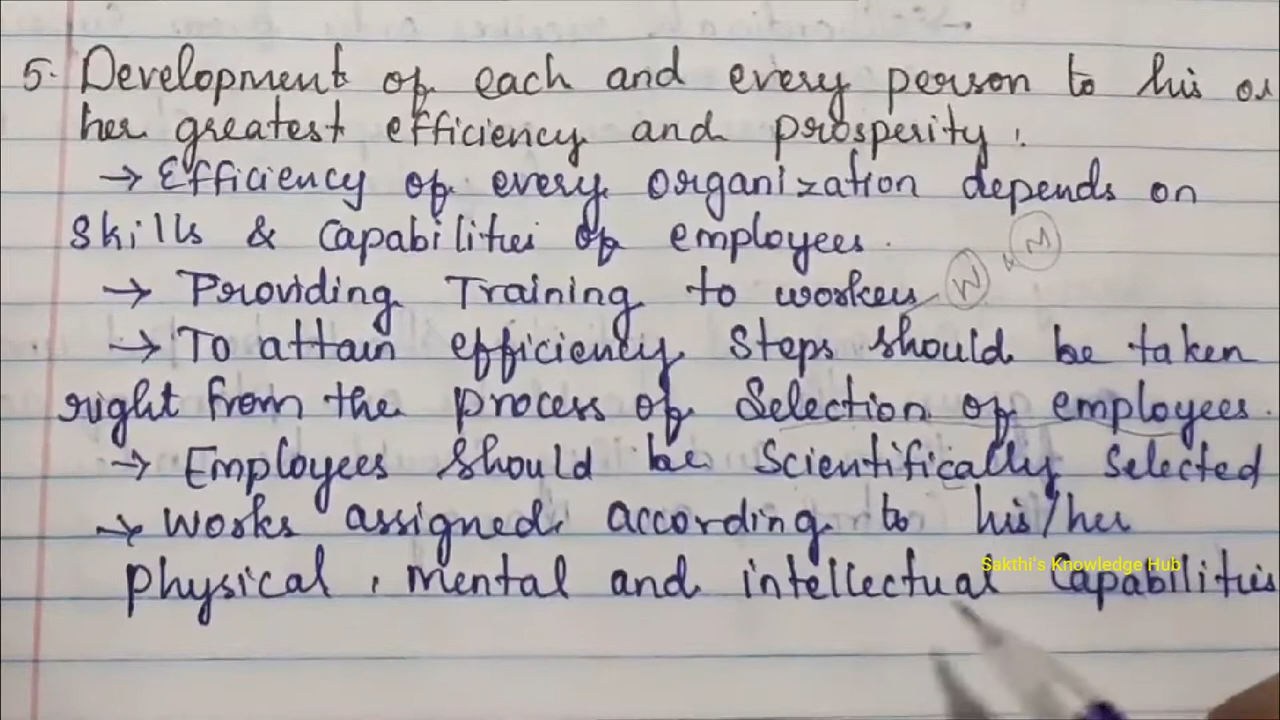 5. Development of each and every person to his or
her greatest efficiency and prosperity :
→ Efficiency of every organization depends on
skills & capabilities of employees.
→ Providing Training to workers W M
→ To attain efficiency steps should be taken
right from the process of selection of employees.
→ Employees should be scientifically selected
→ works assigned according to his/her
physical, mental and intellectual capabilities
Sakthi's Knowledge Hub